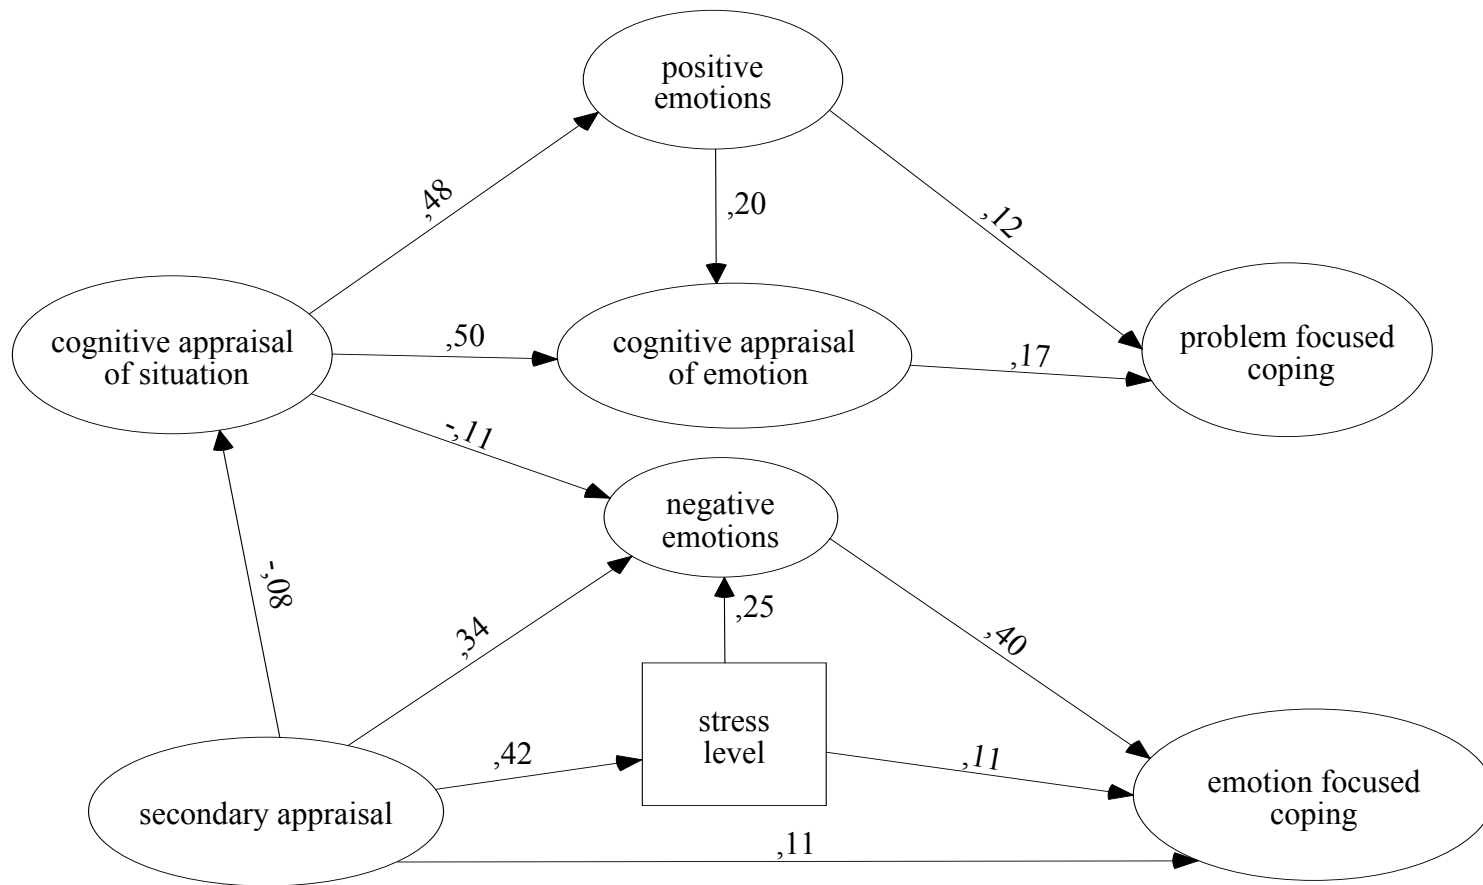 positive
emotions
,48
,20
,12
cognitive appraisal
of situation
,50
cognitive appraisal
of emotion
,17
problem focused
coping
-,11
negative
emotions
-,08
,34
,25
,40
stress
level
,42
,11
secondary appraisal
emotion focused
coping
,11